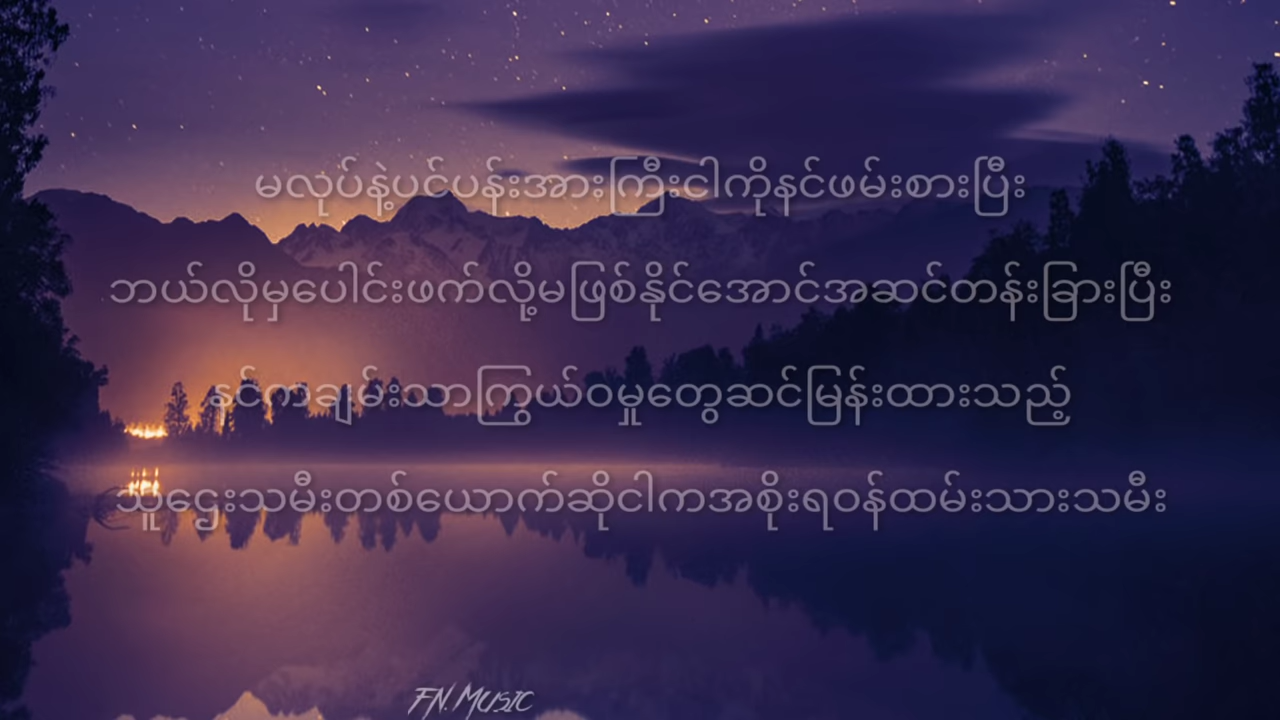 မလုပ်နဲ့ပင်ပန်းအားကြီးငါကိုနင်ဖမ်းစားပြီး
ဘယ်လိုမှပေါင်းဖက်လို့မဖြစ်နိုင်အောင်အဆင်တန်းခြားပြီး
နင်ကချမ်းသာကြွယ်ဝမှုတွေဆင်မြန်းထားသည့်
သူဌေးသမီးတစ်ယောက်ဆိုငါကအစိုးရဝန်ထမ်းသားသမီး
FN.MUSIC